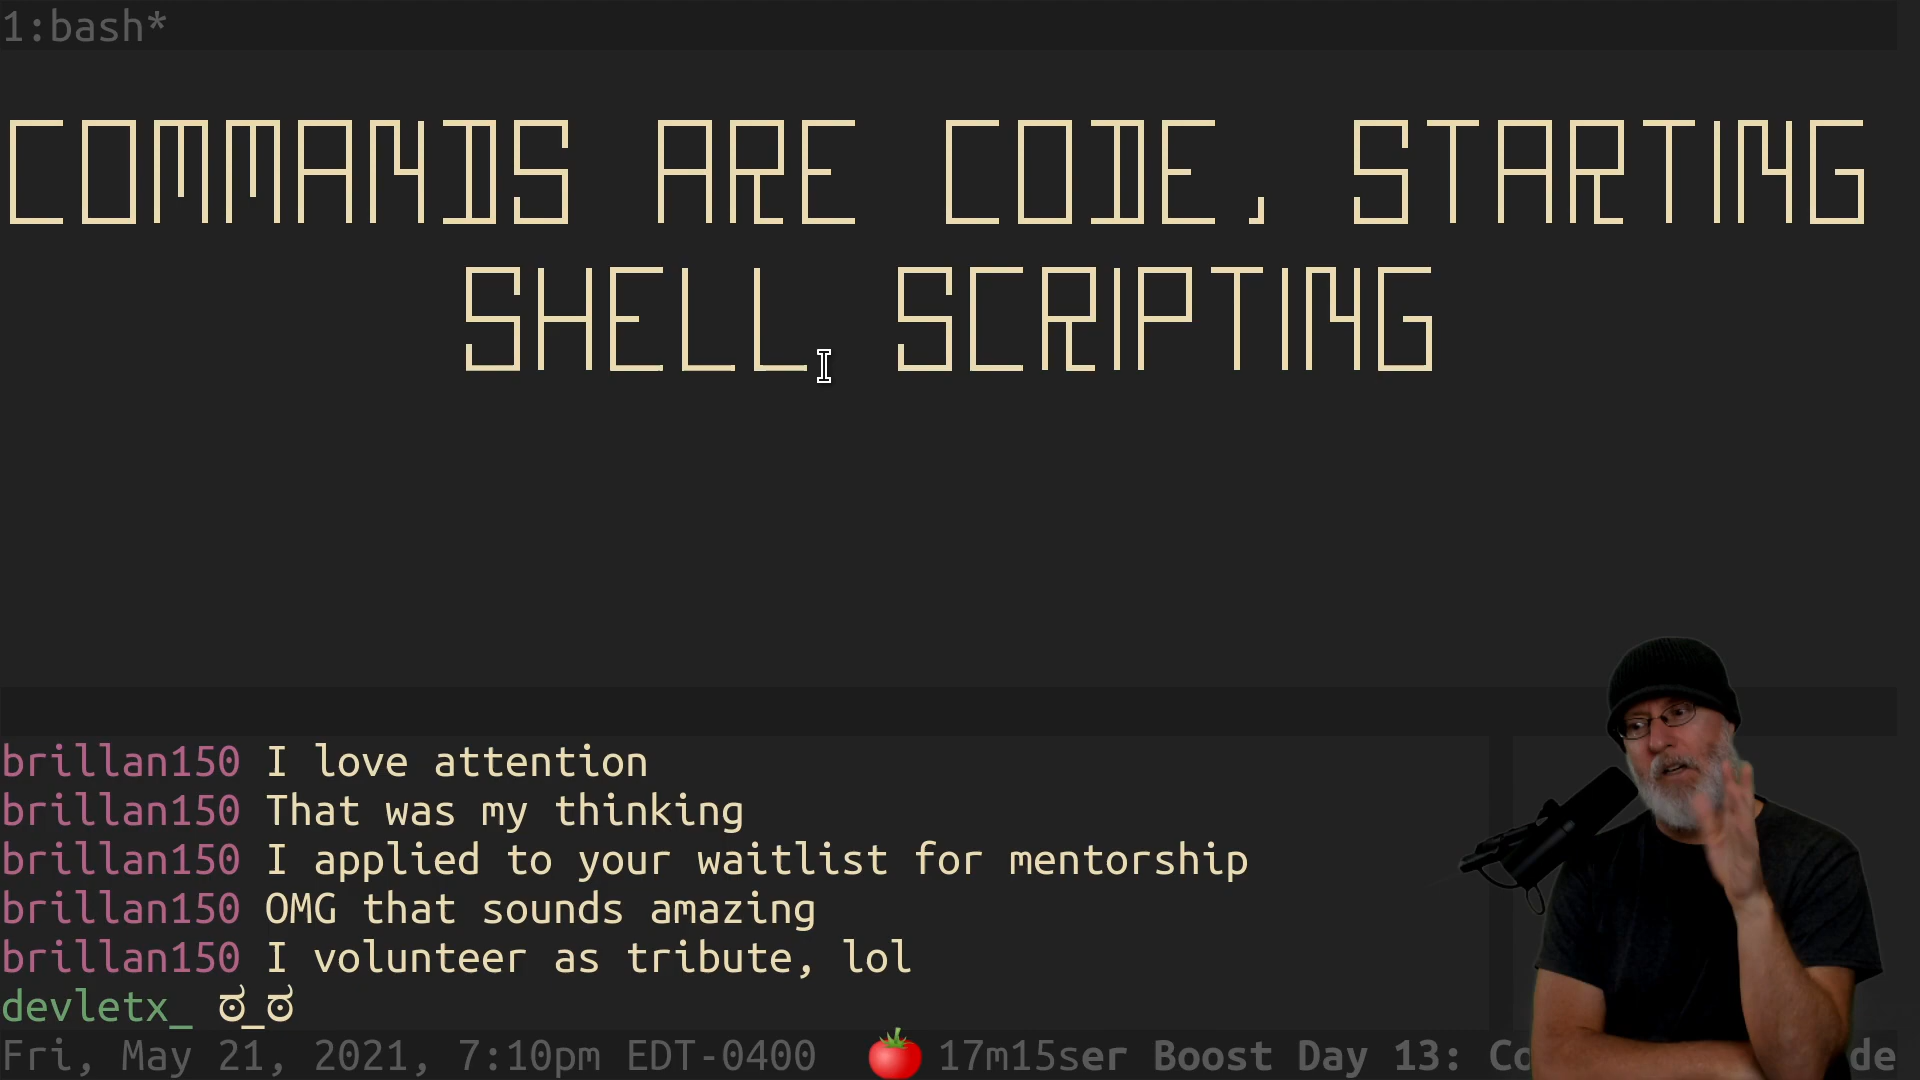 1:bash*
COMMANDS ARE CODE, STARTING
SHELL SCRIPTING
brillan150 I love attention
brillan150 That was my thinking
brillan150 I applied to your waitlist for mentorship
brillan150 OMG that sounds amazing
brillan150 I volunteer as tribute, lol
devletx_ ಠ_ಠ
Fri, May 21, 2021, 7:10pm EDT-0400 🍅 17m15ser Boost Day 13: Co de